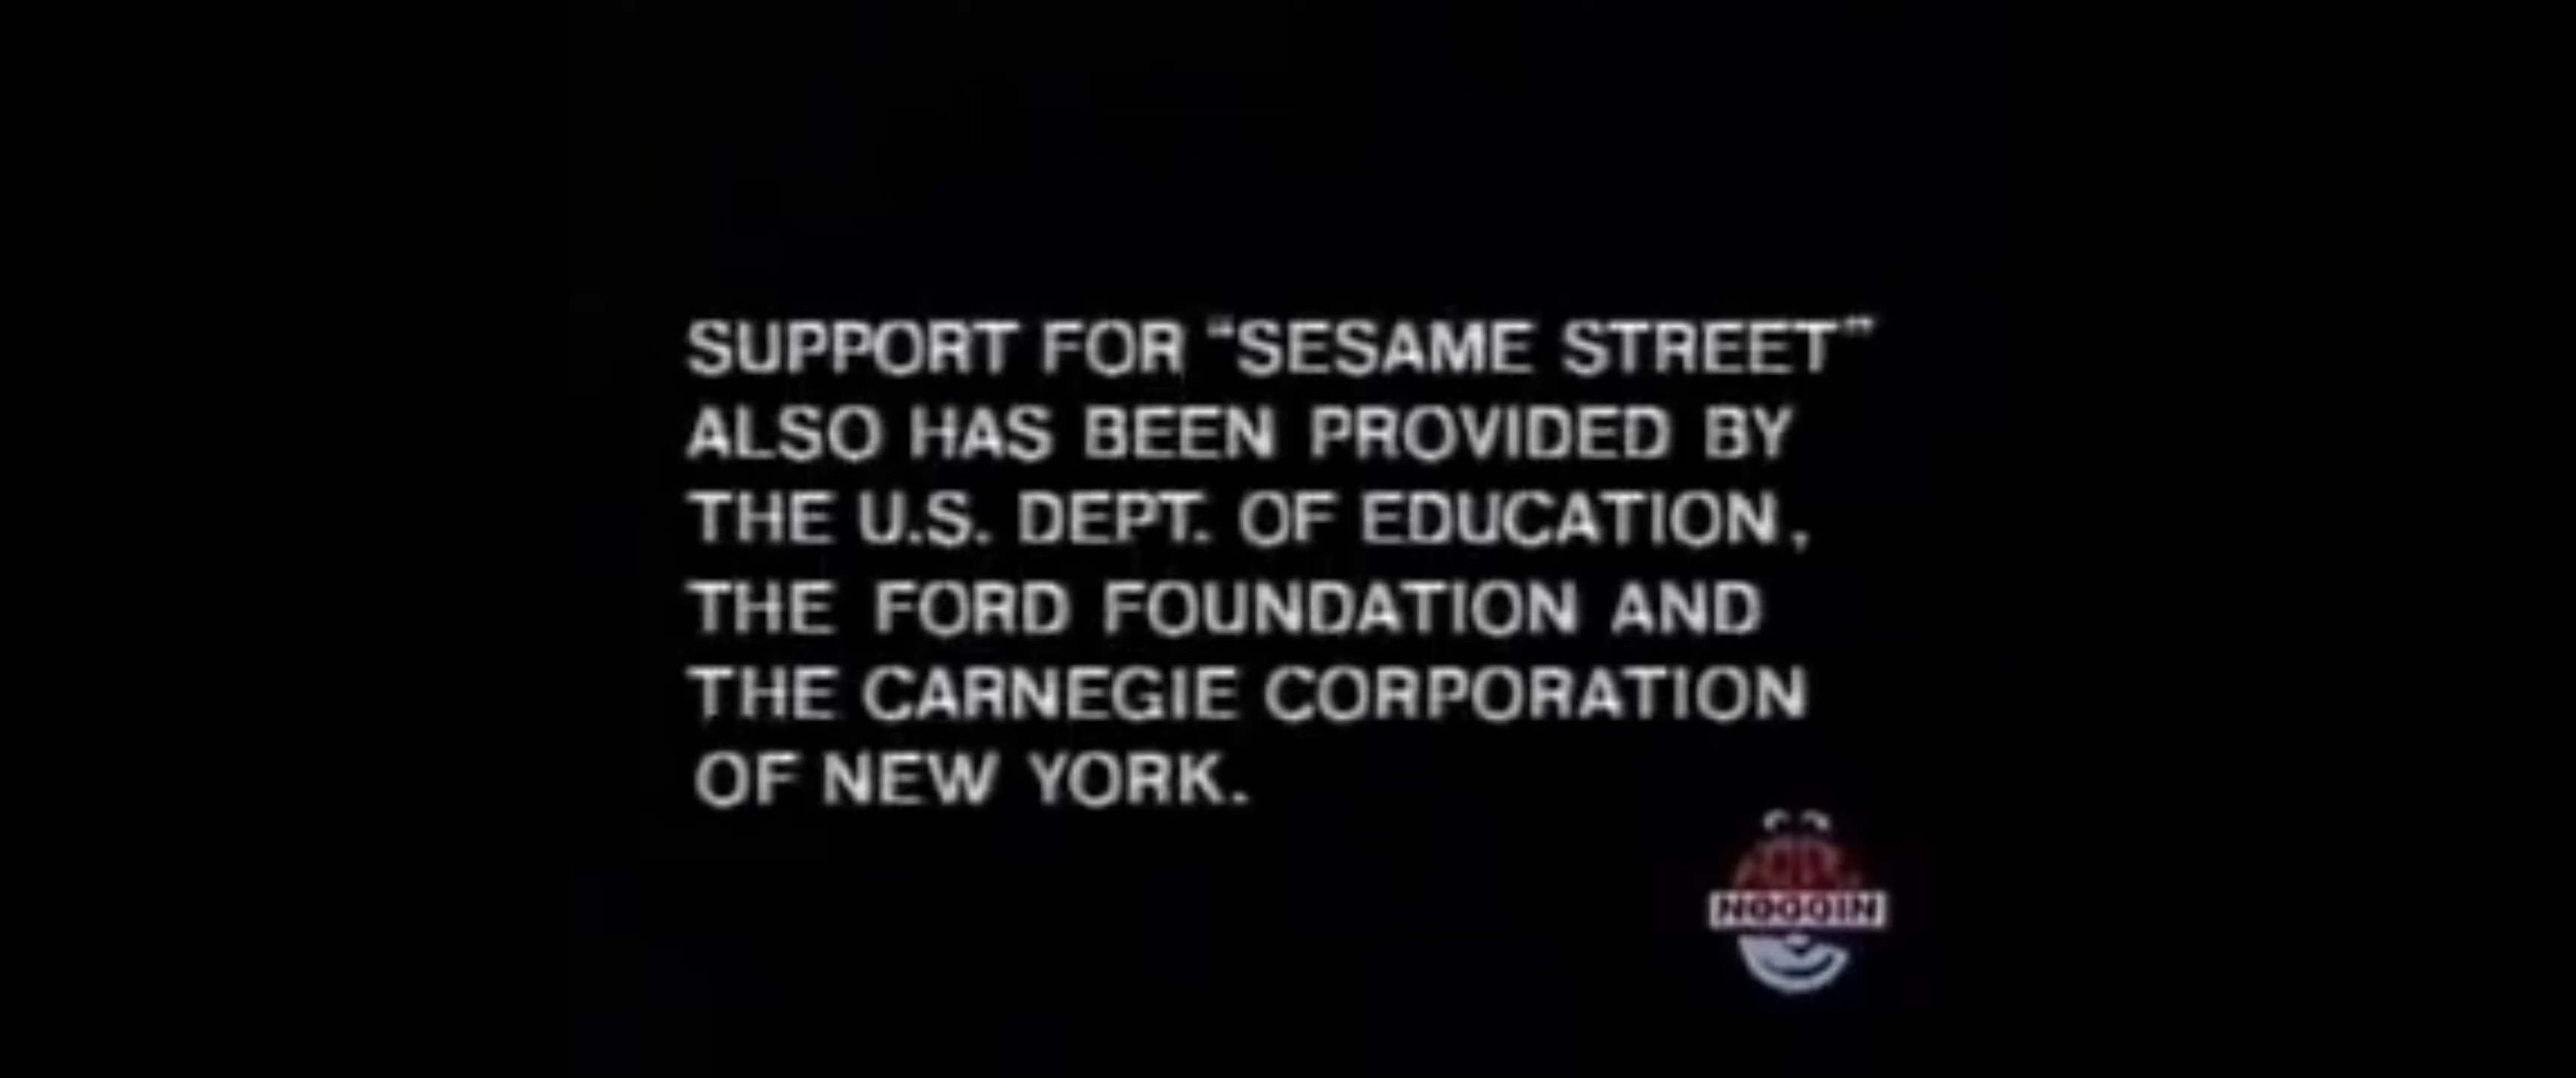 SUPPORT FOR "SESAME STREET"
ALSO HAS BEEN PROVIDED BY
THE U.S. DEPT. OF EDUCATION,
THE FORD FOUNDATION AND
THE CARNEGIE CORPORATION
OF NEW YORK.
NOGGIN